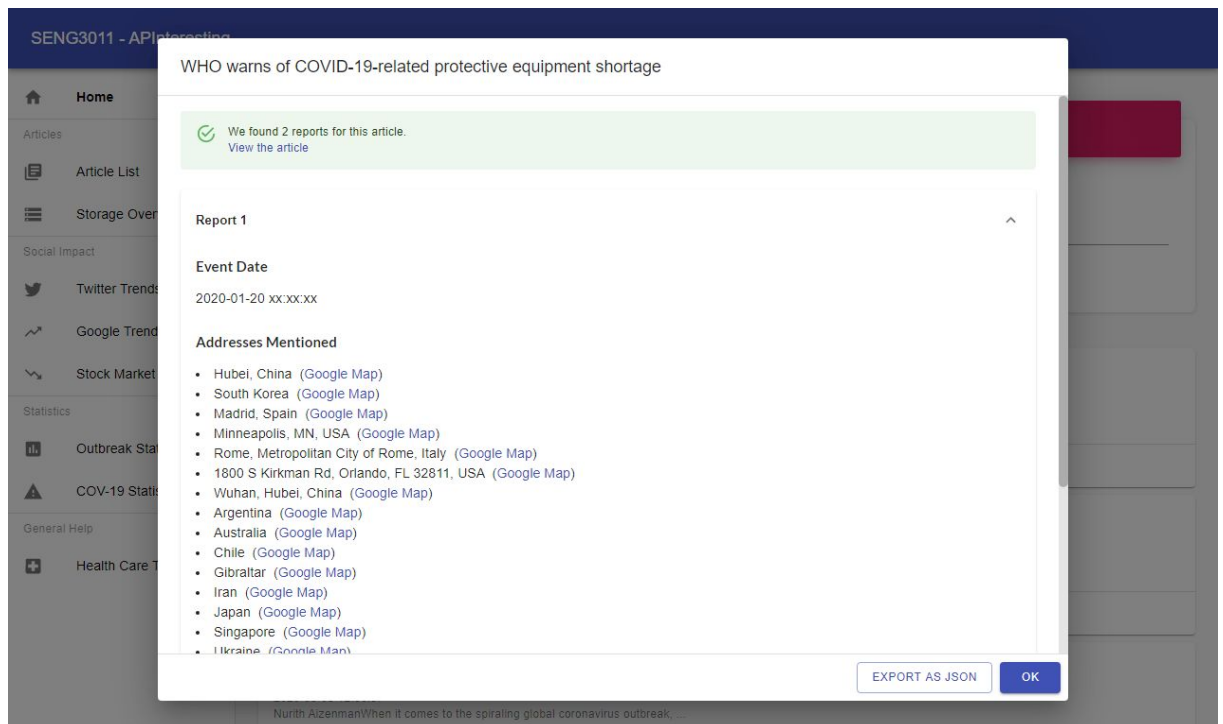 SENG3011 - APInteresting
WHO warns of COVID-19-related protective equipment shortage
Home
Articles
Article List
Storage Over
Social Impact
Twitter Trends
Google Trend
Stock Market
Statistics
Outbreak Stat
COV-19 Statis
General Help
Health Care T
We found 2 reports for this article.
View the article
Report 1
Event Date
2020-01-20 xx:xx:xx
Addresses Mentioned
• Hubei, China (Google Map)
• South Korea (Google Map)
• Madrid, Spain (Google Map)
• Minneapolis, MN, USA (Google Map)
• Rome, Metropolitan City of Rome, Italy (Google Map)
• 1800 S Kirkman Rd, Orlando, FL 32811, USA (Google Map)
• Wuhan, Hubei, China (Google Map)
• Argentina (Google Map)
• Australia (Google Map)
• Chile (Google Map)
• Gibraltar (Google Map)
• Iran (Google Map)
• Japan (Google Map)
• Singapore (Google Map)
• Ukraine (Google Map)
EXPORT AS JSON
OK
Nurith AizenmanWhen it comes to the spiraling global coronavirus outbreak, ...